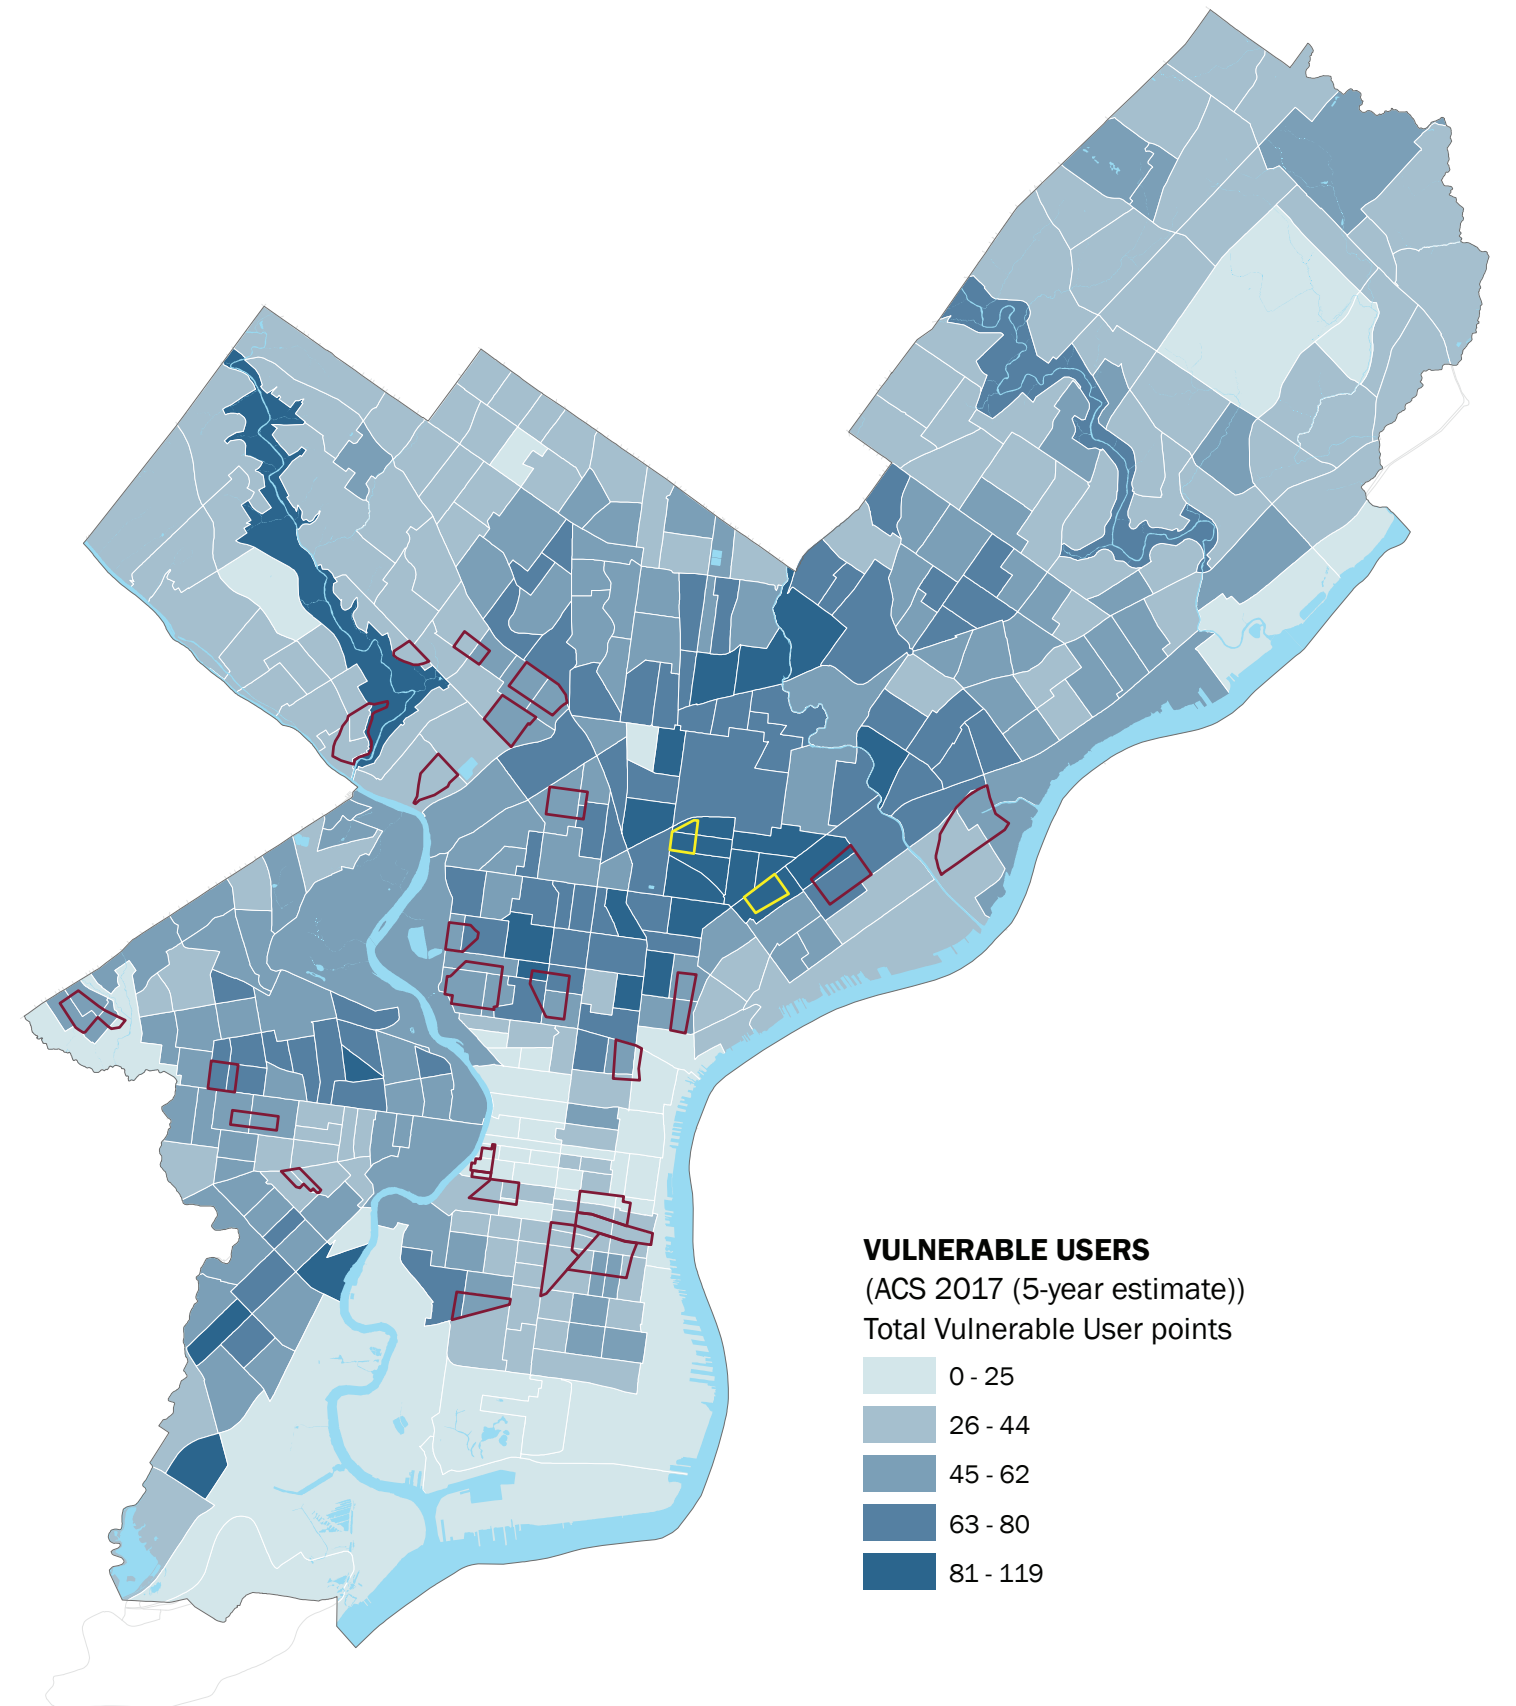 VULNERABLE USERS
(ACS 2017 (5-year estimate))
Total Vulnerable User points
0 - 25
26 - 44
45 - 62
63 - 80
81 - 119